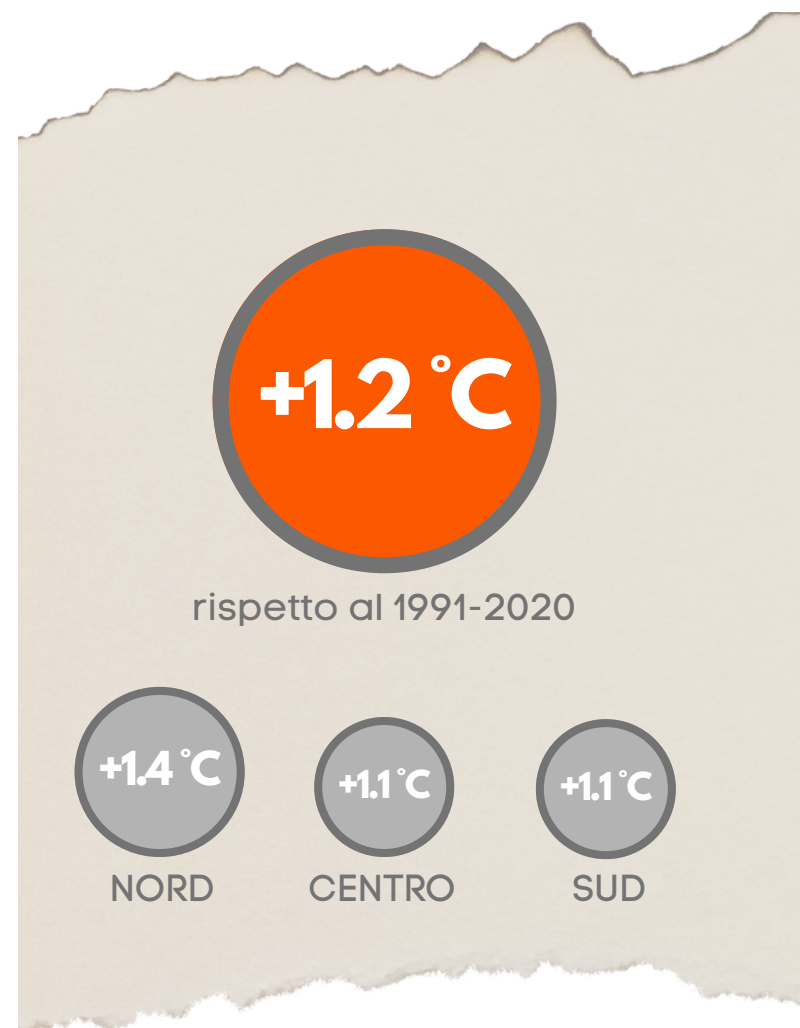 +1.2 °C
rispetto al 1991-2020
+1.4 °C
+1.1 °C
+1.1 °C
NORD
CENTRO
SUD